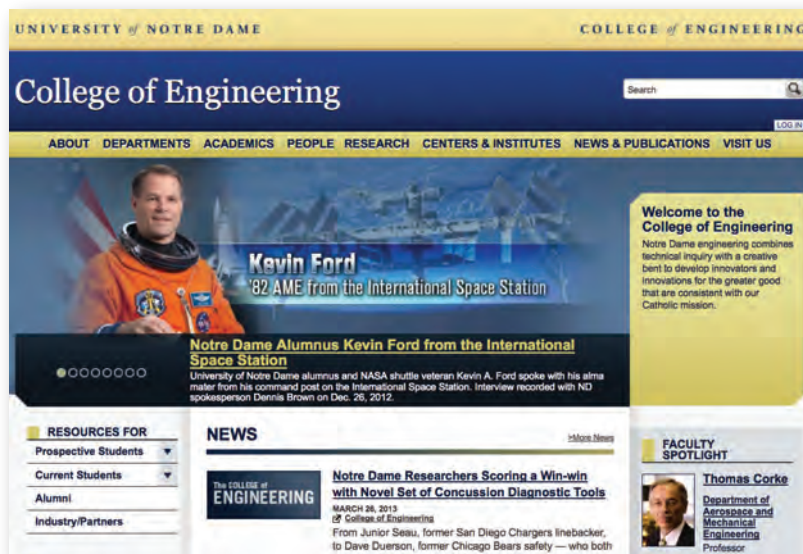 UNIVERSITY of NOTRE DAME
COLLEGE of ENGINEERING
College of Engineering
Search
LOG IN
ABOUT DEPARTMENTS ACADEMICS PEOPLE RESEARCH CENTERS & INSTITUTES NEWS & PUBLICATIONS VISIT US
Kevin Ford
'82 AME from the International Space Station
Notre Dame Alumnus Kevin Ford from the International
Space Station
University of Notre Dame alumnus and NASA shuttle veteran Kevin A. Ford spoke with his alma
mater from his command post on the International Space Station. Interview recorded with ND
spokesperson Dennis Brown on Dec. 26, 2012.
Welcome to the
College of Engineering
Notre Dame engineering combines
technical inquiry with a creative
bent to develop innovators and
innovations for the greater good
that are consistent with our
Catholic mission.
RESOURCES FOR
Prospective Students
Current Students
Alumni
Industry/Partners
NEWS
>More News
The COLLEGE of
ENGINEERING
Notre Dame Researchers Scoring a Win-win
with Novel Set of Concussion Diagnostic Tools
MARCH 26, 2013
College of Engineering
From Junior Seau, former San Diego Chargers linebacker,
to Dave Duerson, former Chicago Bears safety — who both
FACULTY
SPOTLIGHT
Thomas Corke
Department of
Aerospace and
Mechanical
Engineering
Professor